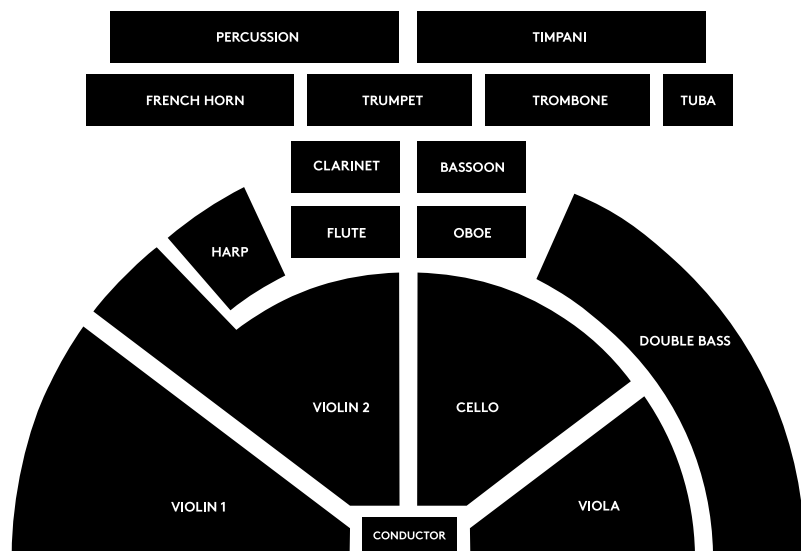 PERCUSSION
TIMPANI
FRENCH HORN
TRUMPET
TROMBONE
TUBA
CLARINET
BASSOON
FLUTE
OBOE
HARP
DOUBLE BASS
VIOLIN 2
CELLO
VIOLIN 1
VIOLA
CONDUCTOR